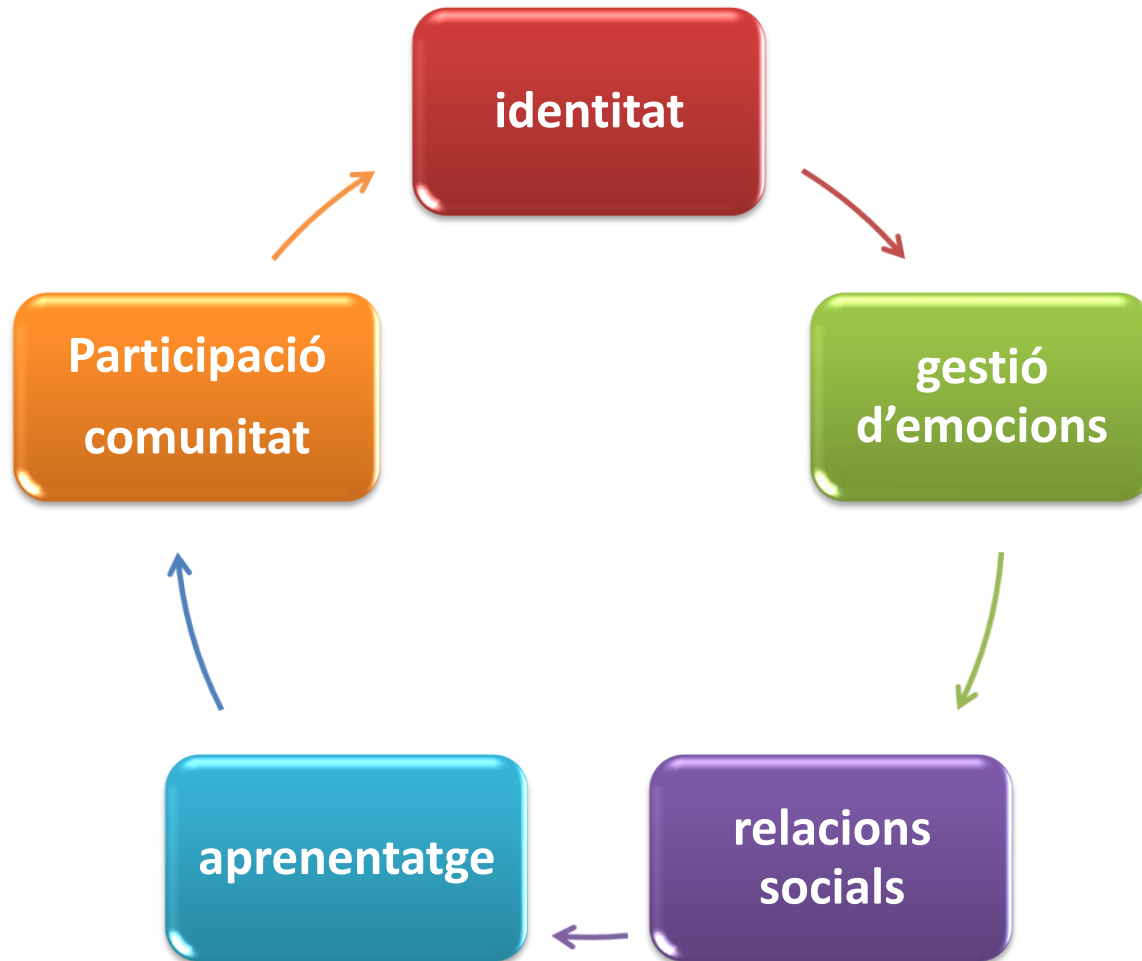 identitat
gestió
d’emocions
relacions
socials
aprenentatge
Participació
comunitat